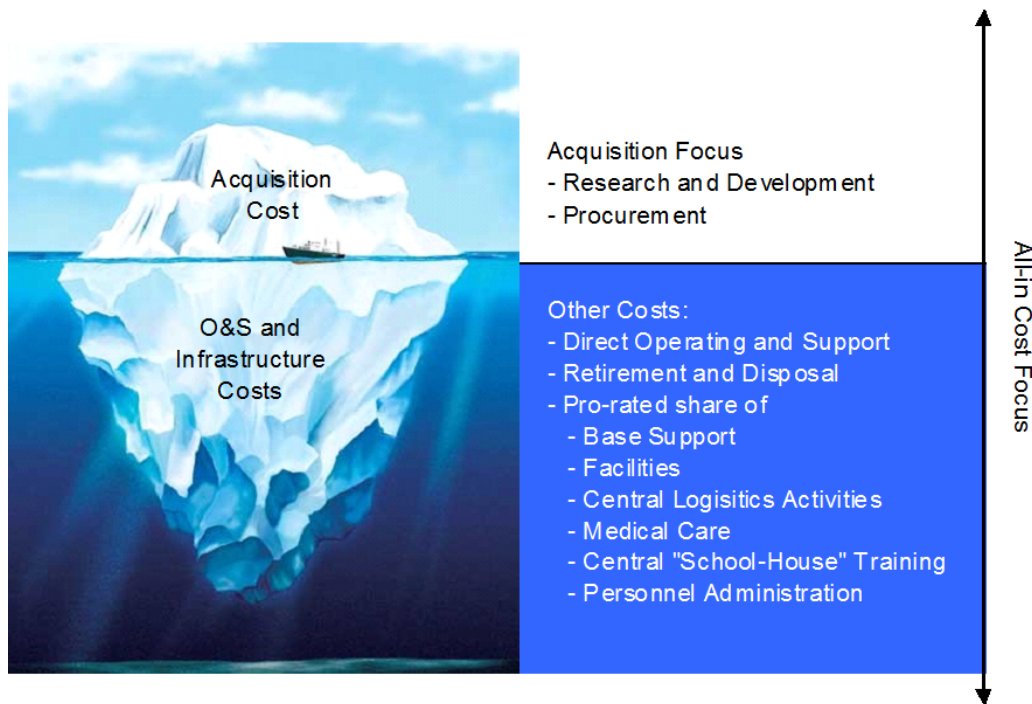 Acquisition
Cost
O&S and
Infrastructure
Costs
Acquisition Focus
- Research and Development
- Procurement
Other Costs:
- Direct Operating and Support
- Retirement and Disposal
- Pro-rated share of
- Base Support
- Facilities
- Central Logisitics Activities
- Medical Care
- Central "School-House" Training
- Personnel Administration
All-in Cost Focus